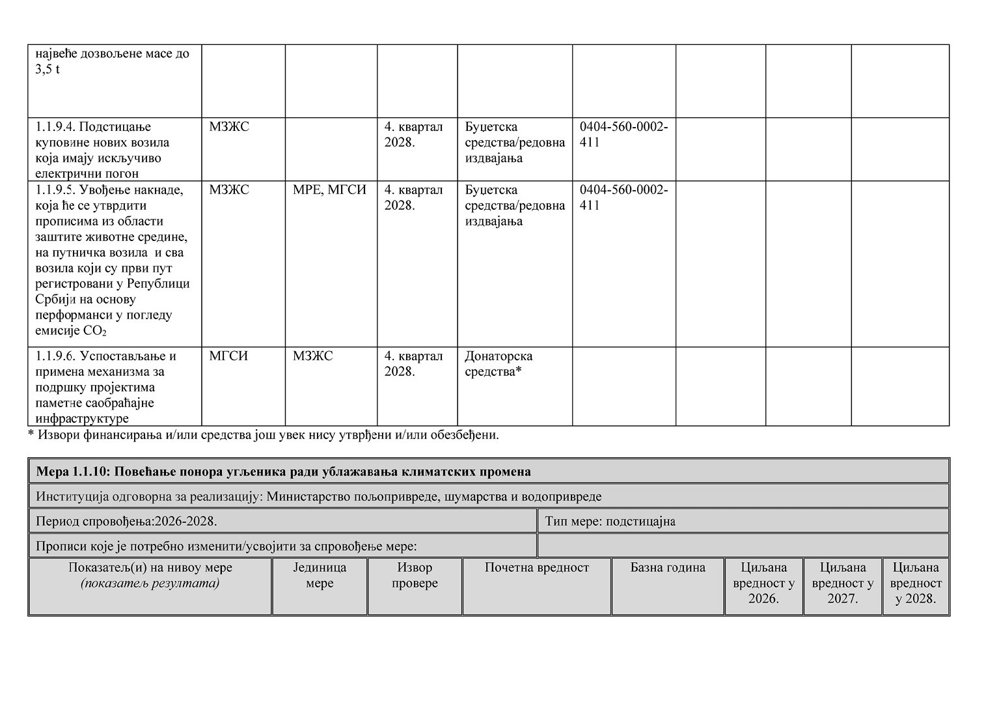 највеће дозвољене масе до
3,5 t
1.1.9.4. Подстицање
куповине нових возила
која имају искључиво
електрични погон
МЗЖС
4. квартал
2028.
Буџетска
средства/редовна
издвајања
0404-560-0002-
411
1.1.9.5. Увођење накнаде,
која ће се утврдити
прописима из области
заштите животне средине,
на путничка возила  и сва
возила који су први пут
регистровани у Републици
Србији на основу
перформанси у погледу
емисије CO₂
МЗЖС
МРЕ, МГСИ
4. квартал
2028.
Буџетска
средства/редовна
издвајања
0404-560-0002-
411
1.1.9.6. Успостављање и
примена механизма за
подршку пројектима
паметне саобраћајне
инфраструктуре
МГСИ
МЗЖС
4. квартал
2028.
Донаторска
средства*
* Извори финансирања и/или средства још увек нису утврђени и/или обезбеђени.
Мера 1.1.10: Повећање понора угљеника ради ублажавања климатских промена
Институција одговорна за реализацију: Министарство пољопривреде, шумарства и водопривреде
Период спровођења:2026-2028.
Тип мере: подстицајна
Прописи које је потребно изменити/усвојити за спровођење мере:
Показатељ(и) на нивоу мере
(показатељ резултата)
Јединица
мере
Извор
провере
Почетна вредност
Базна година
Циљана
вредност у
2026.
Циљана
вредност у
2027.
Циљана
вредност
у 2028.